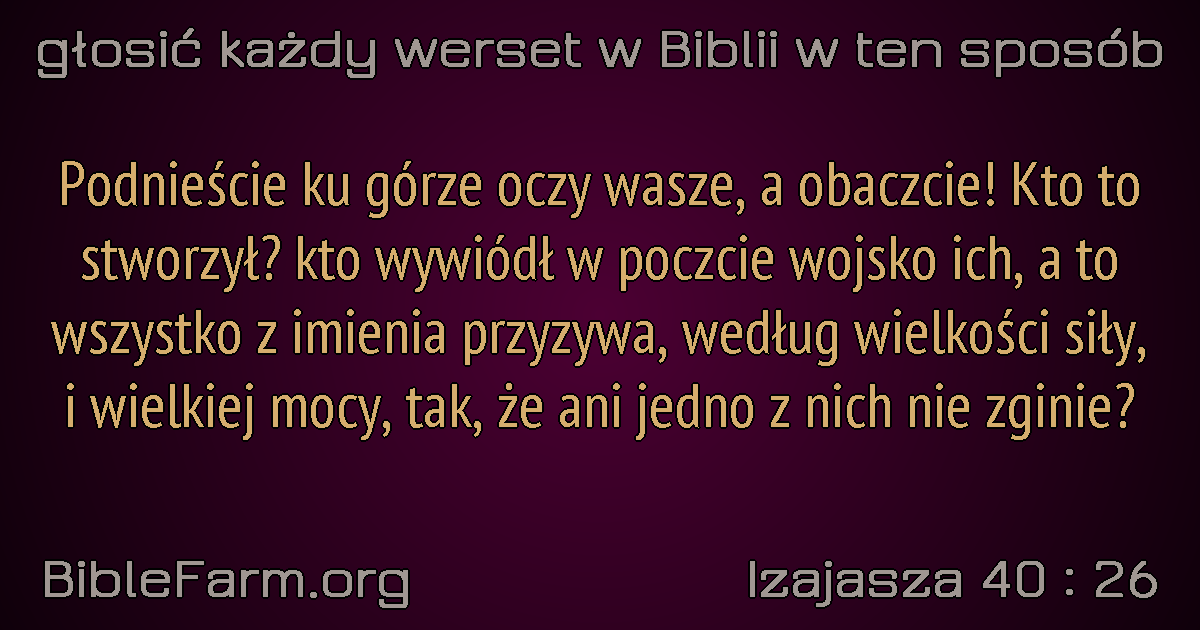 głosić każdy werset w Biblii w ten sposób
Podnieście ku górze oczy wasze, a obaczcie! Kto to
stworzył? kto wywiódł w poczcie wojsko ich, a to
wszystko z imienia przyzywa, według wielkości siły,
i wielkiej mocy, tak, że ani jedno z nich nie zginie?
BibleFarm.org
Izajasza 40 : 26